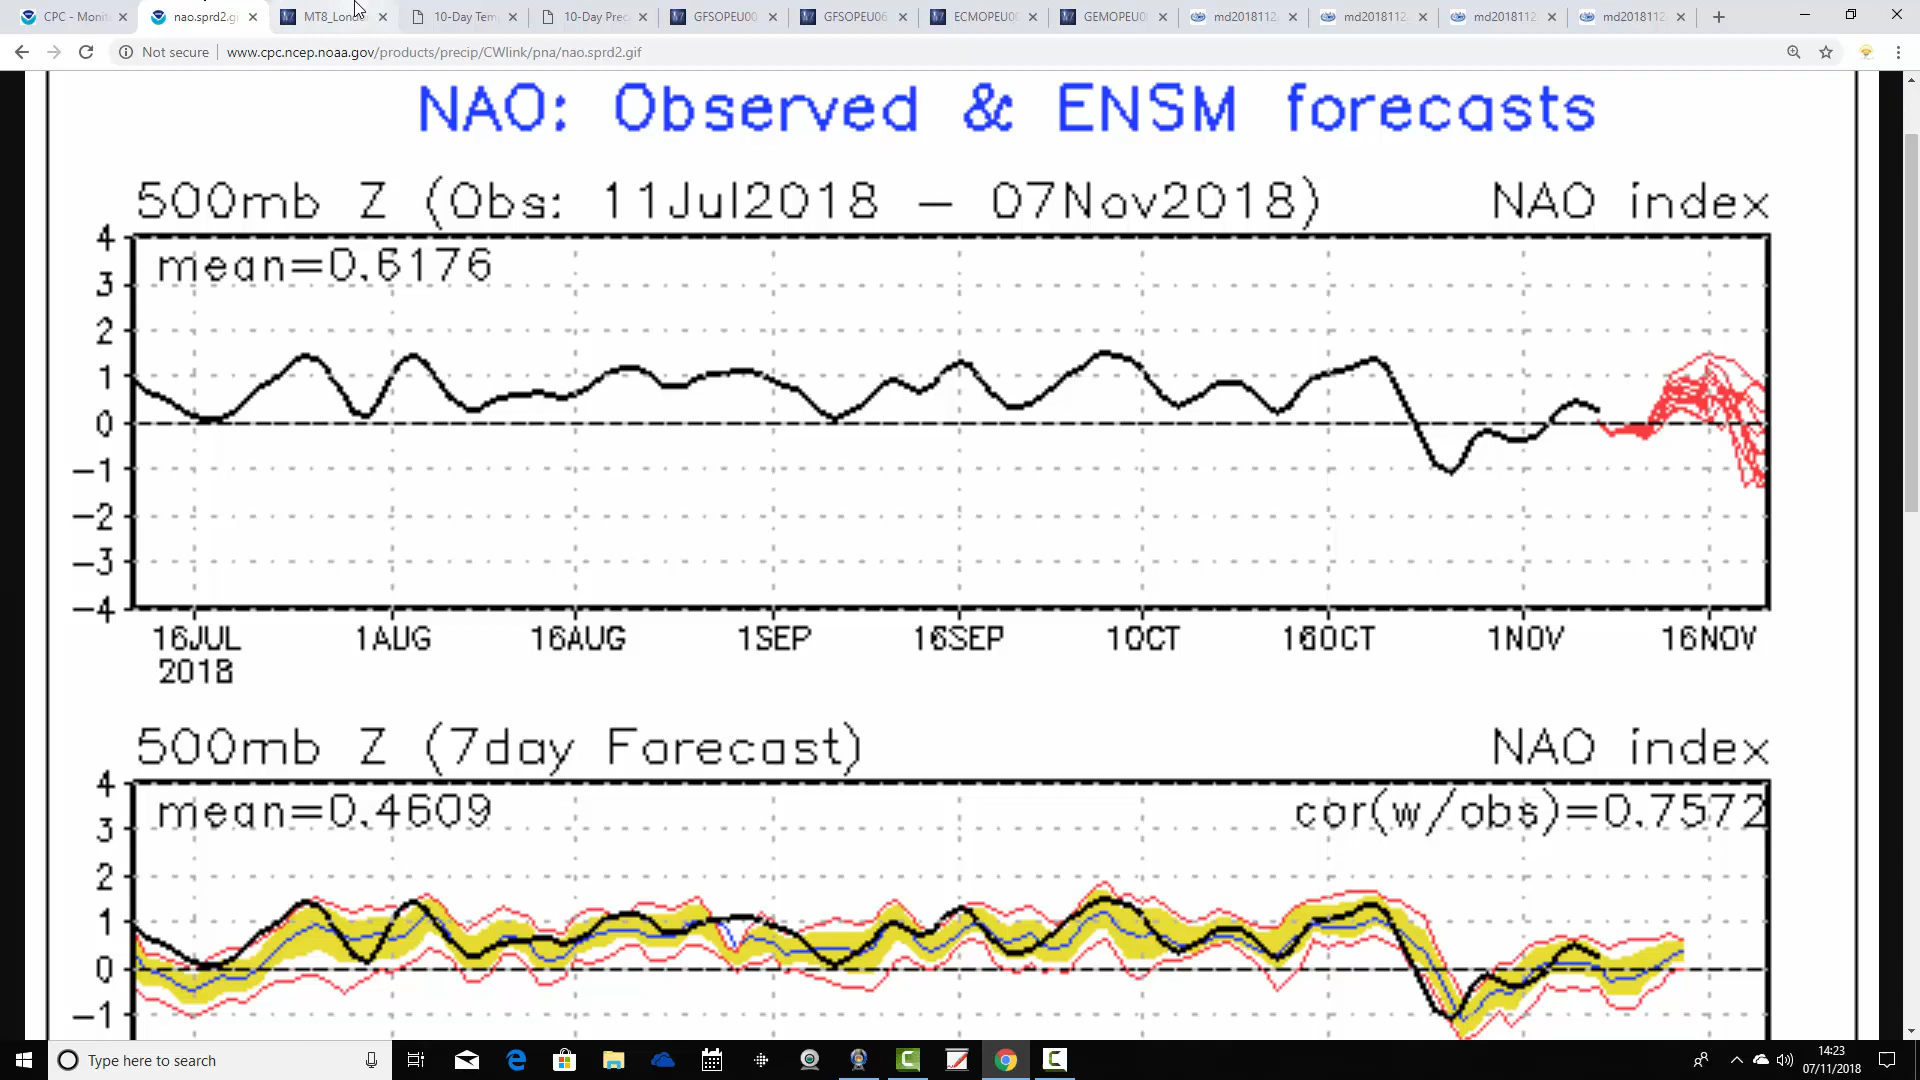 CPC - Monit
nao.sprd2.gi
MT8_Lond
10-Day Tem
10-Day Prec
GFSOPEU00
GFSOPEU06
ECMOPEU0
GEMOPEU0
md2018112
md2018112
md2018112
md2018112
Not secure www.cpc.ncep.noaa.gov/products/precip/CWlink/pna/nao.sprd2.gif
NAO: Observed & ENSM forecasts
500mb Z (Obs: 11Jul2018 – 07Nov2018) NAO index
mean=0.6176
4
3
2
1
0
-1
-2
-3
-4
16JUL 1AUG 16AUG 1SEP 16SEP 1OCT 16OCT 1NOV 16NOV
2018
500mb Z (7day Forecast) NAO index
mean=0.4609 cor(w/obs)=0.7572
4
3
2
1
0
-1
Type here to search
14:23
07/11/2018